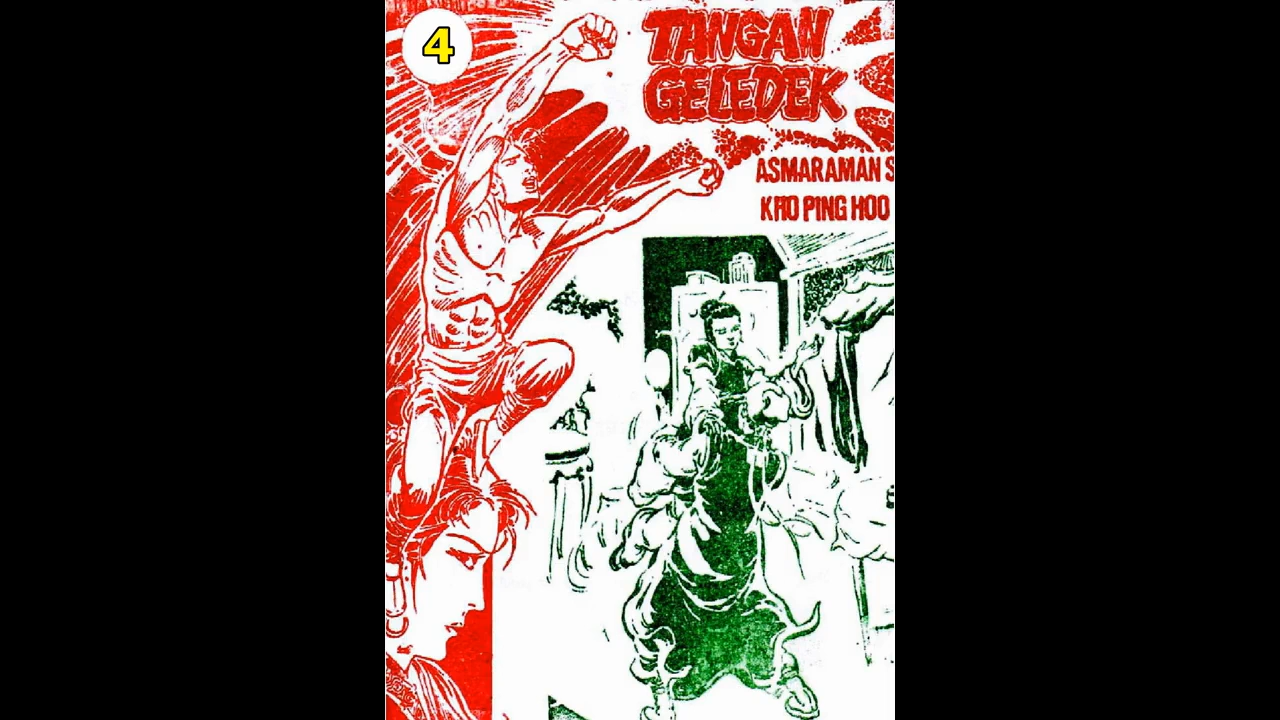 4
TANGAN
GELEDEK
ASMARAMAN S
KHO PING HOO